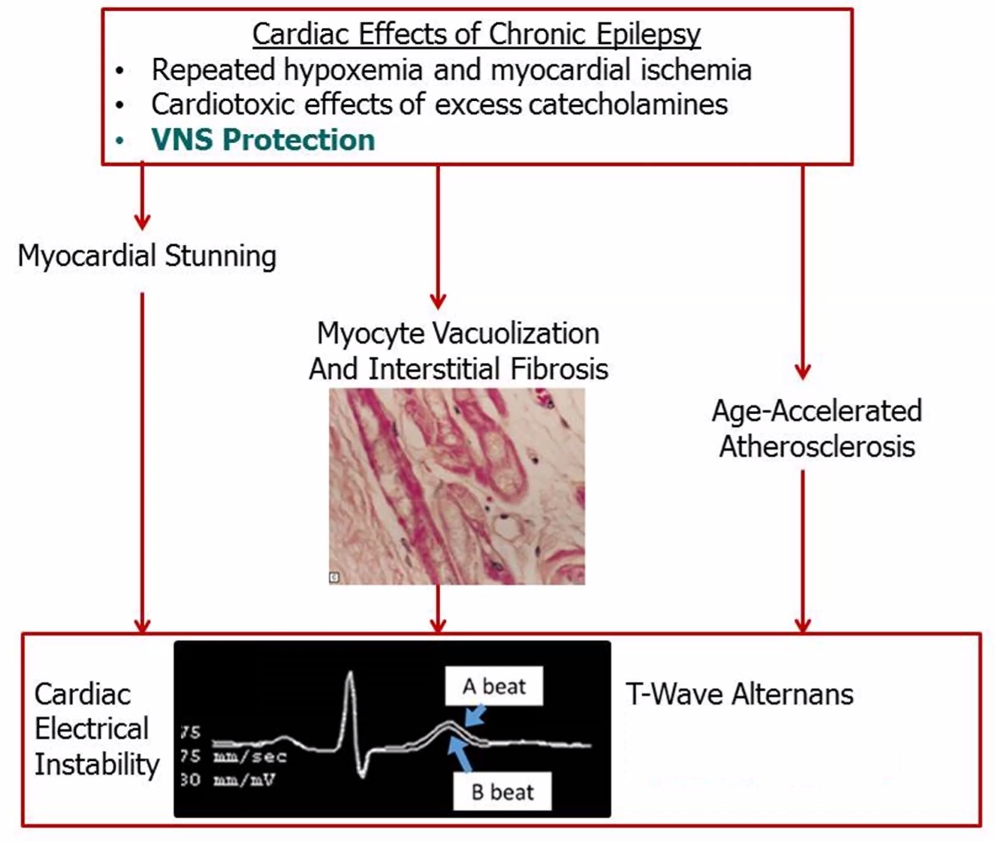 Cardiac Effects of Chronic Epilepsy
• Repeated hypoxemia and myocardial ischemia
• Cardiotoxic effects of excess catecholamines
• VNS Protection
Myocardial Stunning
Myocyte Vacuolization
And Interstitial Fibrosis
Age-Accelerated
Atherosclerosis
Cardiac
Electrical
Instability
75
75 mm/sec
30 mm/mV
A beat
B beat
T-Wave Alternans